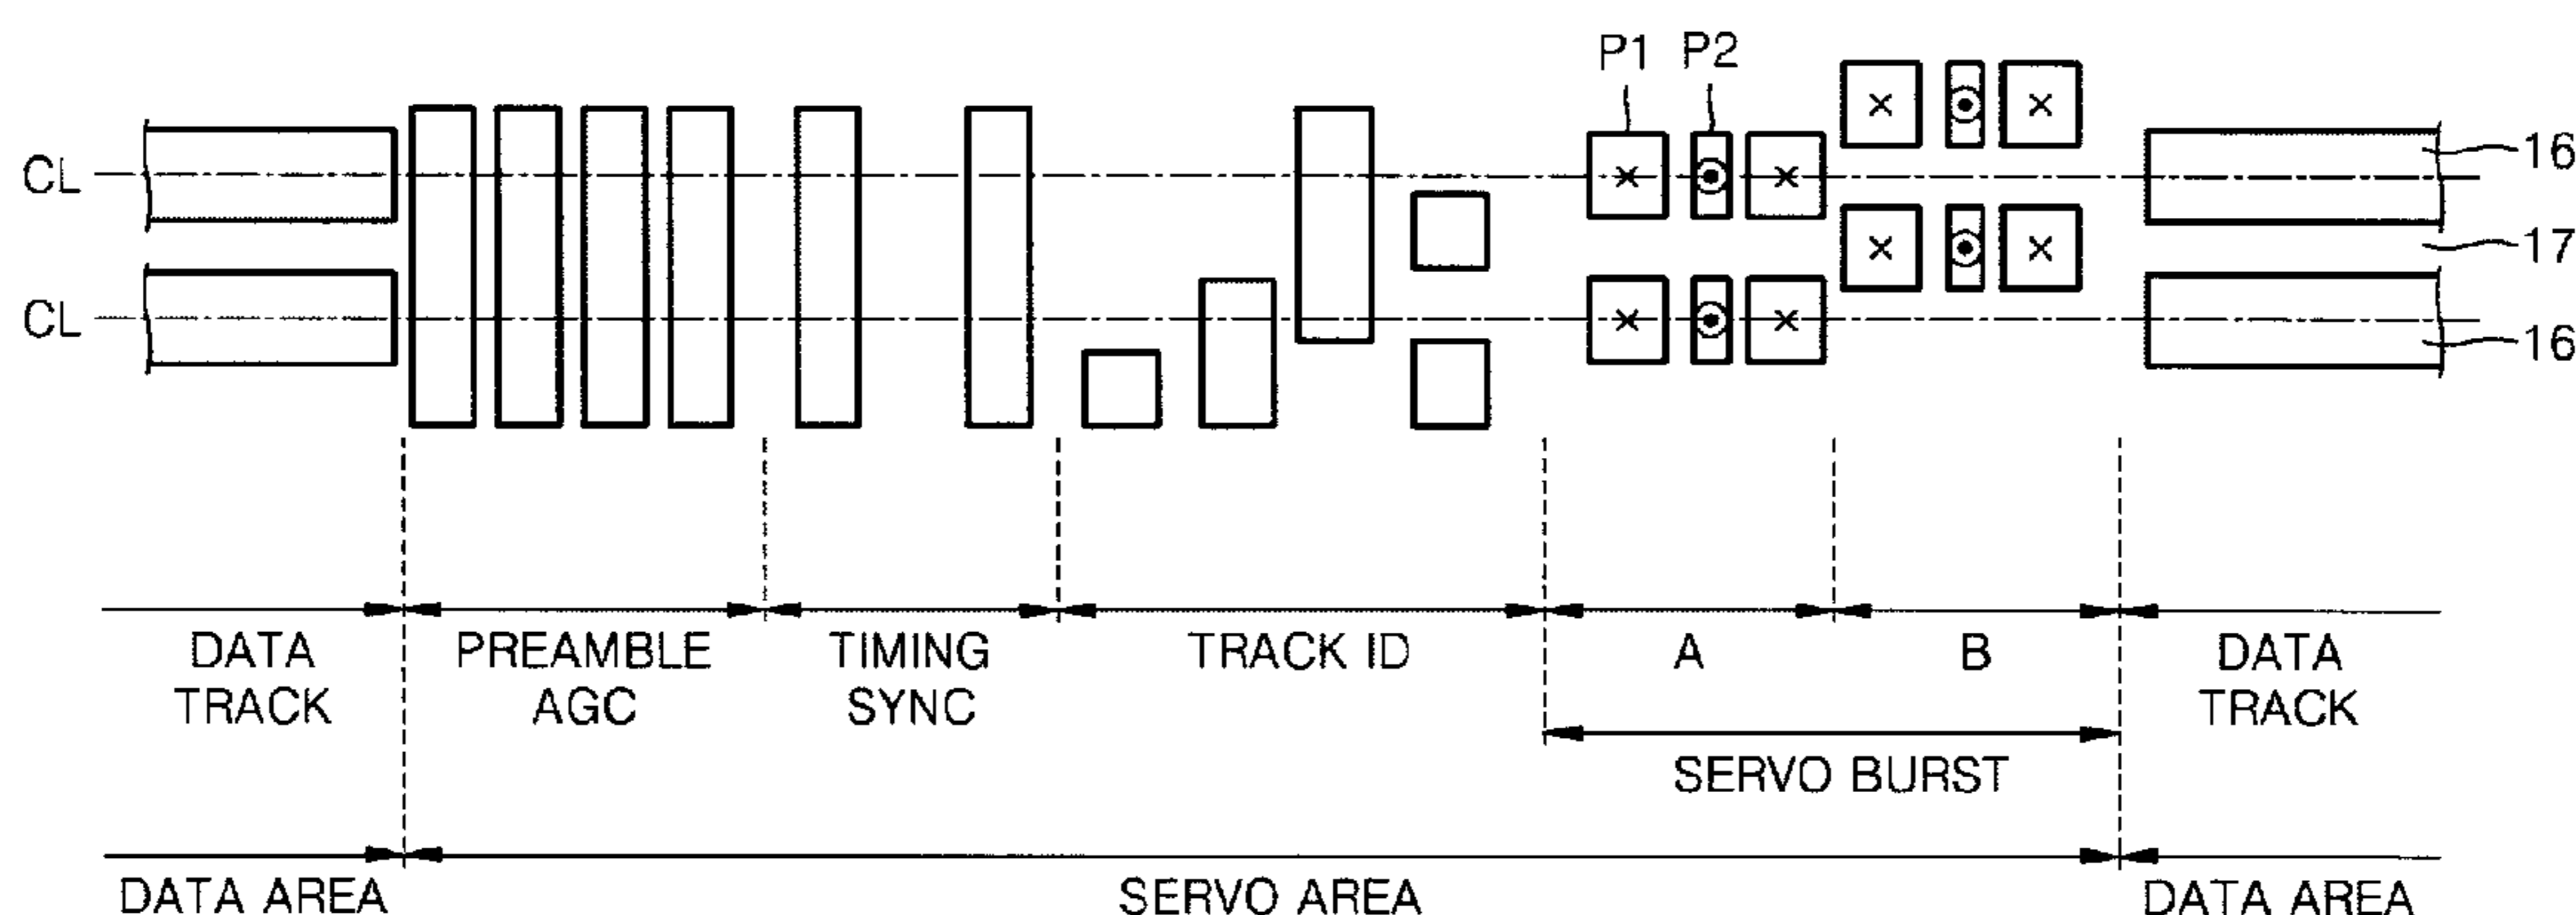 P1 P2
CL
16
17
CL
16
DATA TRACK
PREAMBLE AGC
TIMING SYNC
TRACK ID
A
B
DATA TRACK
SERVO BURST
DATA AREA
SERVO AREA
DATA AREA